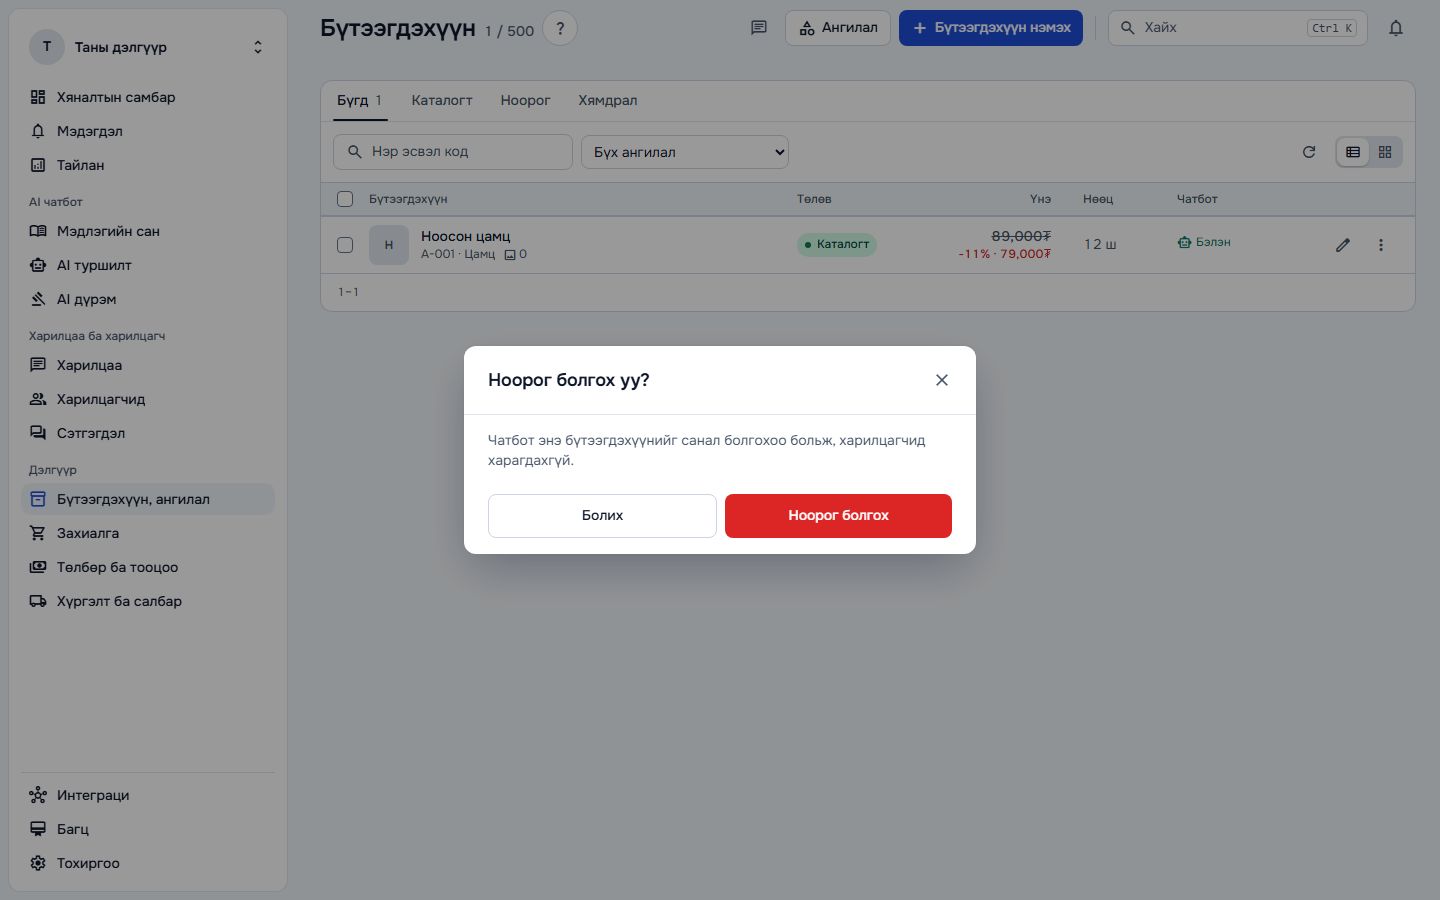 Т Таны дэлгүүр
Хяналтын самбар
Мэдэгдэл
Тайлан
AI чатбот
Мэдлэгийн сан
AI туршилт
AI дүрэм
Харилцаа ба харилцагч
Харилцаа
Харилцагчид
Сэтгэгдэл
Дэлгүүр
Бүтээгдэхүүн, ангилал
Захиалга
Төлбөр ба тооцоо
Хүргэлт ба салбар
Интеграци
Багц
Тохиргоо
Бүтээгдэхүүн 1 / 500 ?
Ангилал
+ Бүтээгдэхүүн нэмэх
Хайх Ctrl K
Бүгд 1 Каталогт Ноорог Хямдрал
Нэр эсвэл код
Бүх ангилал
Бүтээгдэхүүн Төлөв Үнэ Нөөц Чатбот
Н Ноосон цамц
A-001 · Цамц 0
Каталогт
89,000₮
-11% · 79,000₮
12 ш
Бэлэн
1–1
Ноорог болгох уу?
Чатбот энэ бүтээгдэхүүнийг санал болгохоо больж, харилцагчид
харагдахгүй.
Болих
Ноорог болгох